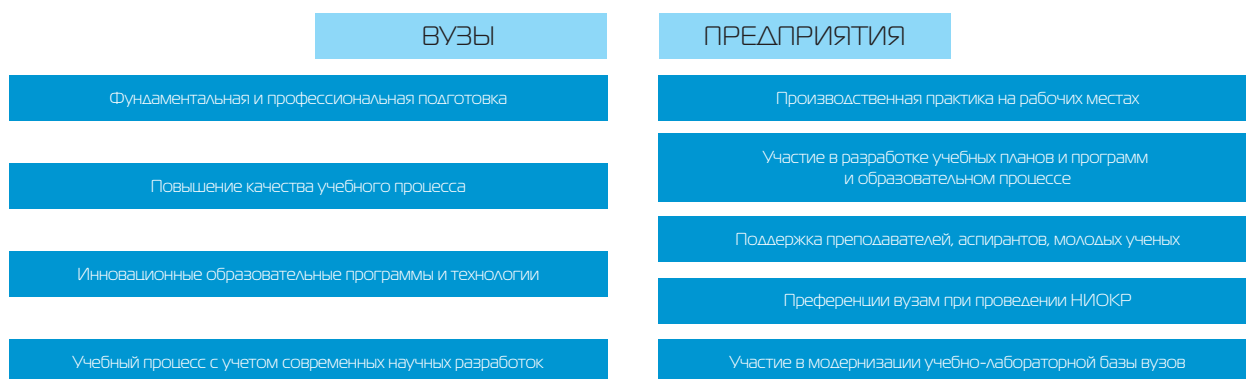 ВУЗЫ
Фундаментальная и профессиональная подготовка
Повышение качества учебного процесса
Инновационные образовательные программы и технологии
Учебный процесс с учетом современных научных разработок
ПРЕДПРИЯТИЯ
Производственная практика на рабочих местах
Участие в разработке учебных планов и программ
и образовательном процессе
Поддержка преподавателей, аспирантов, молодых ученых
Преференции вузам при проведении НИОКР
Участие в модернизации учебно-лабораторной базы вузов